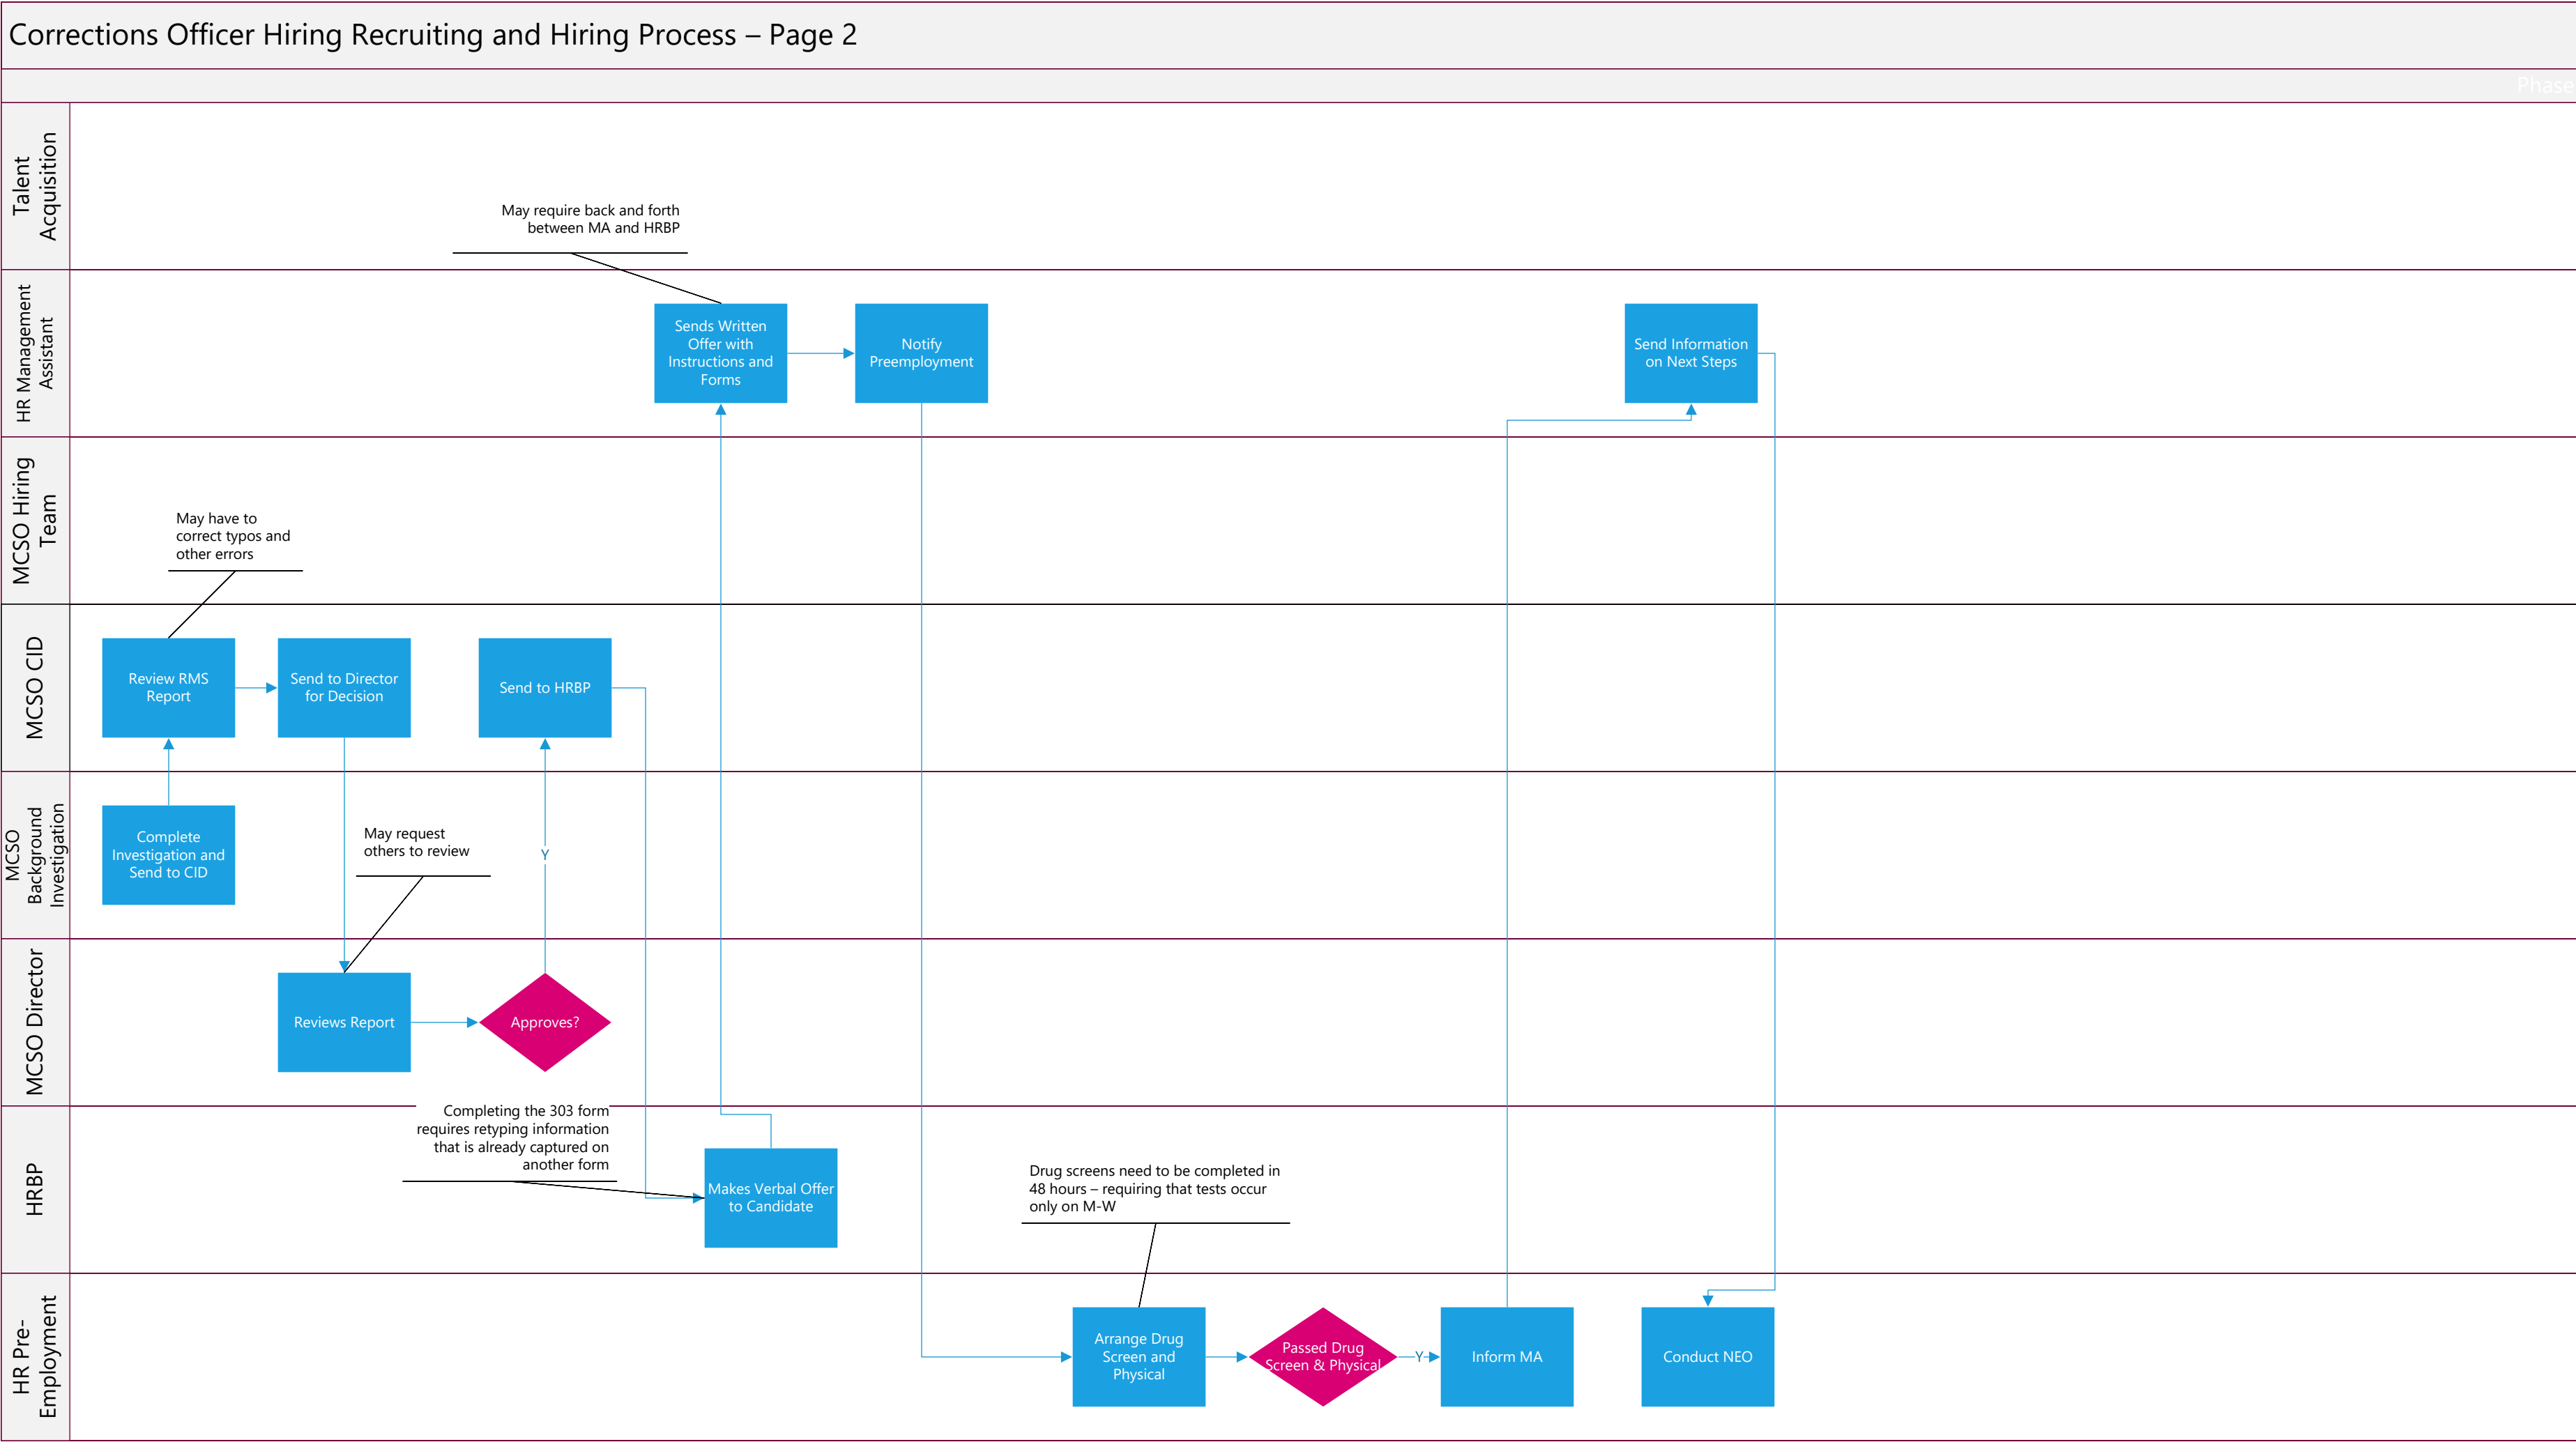 Corrections Officer Hiring Recruiting and Hiring Process – Page 2
Phase
Talent
Acquisition
May require back and forth
between MA and HRBP
HR Management
Assistant
Sends Written
Offer with
Instructions and
Forms
Notify
Preemployment
Send Information
on Next Steps
MCSO Hiring
Team
May have to
correct typos and
other errors
MCSO CID
Review RMS
Report
Send to Director
for Decision
Send to HRBP
MCSO
Background
Investigation
Complete
Investigation and
Send to CID
May request
others to review
Y
MCSO Director
Reviews Report
Approves?
HRBP
Completing the 303 form
requires retyping information
that is already captured on
another form
Makes Verbal Offer
to Candidate
Drug screens need to be completed in
48 hours – requiring that tests occur
only on M-W
HR Pre-
Employment
Arrange Drug
Screen and
Physical
Passed Drug
Screen & Physical
Y
Inform MA
Conduct NEO